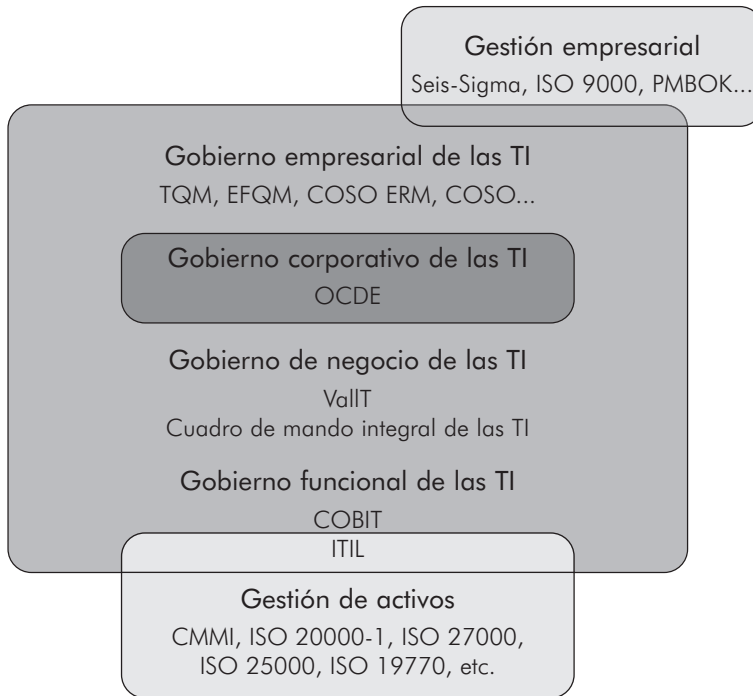 Gestión empresarial
Seis-Sigma, ISO 9000, PMBOK...
Gobierno empresarial de las TI
TQM, EFQM, COSO ERM, COSO...
Gobierno corporativo de las TI
OCDE
Gobierno de negocio de las TI
ValIT
Cuadro de mando integral de las TI
Gobierno funcional de las TI
COBIT
ITIL
Gestión de activos
CMMI, ISO 20000-1, ISO 27000,
ISO 25000, ISO 19770, etc.